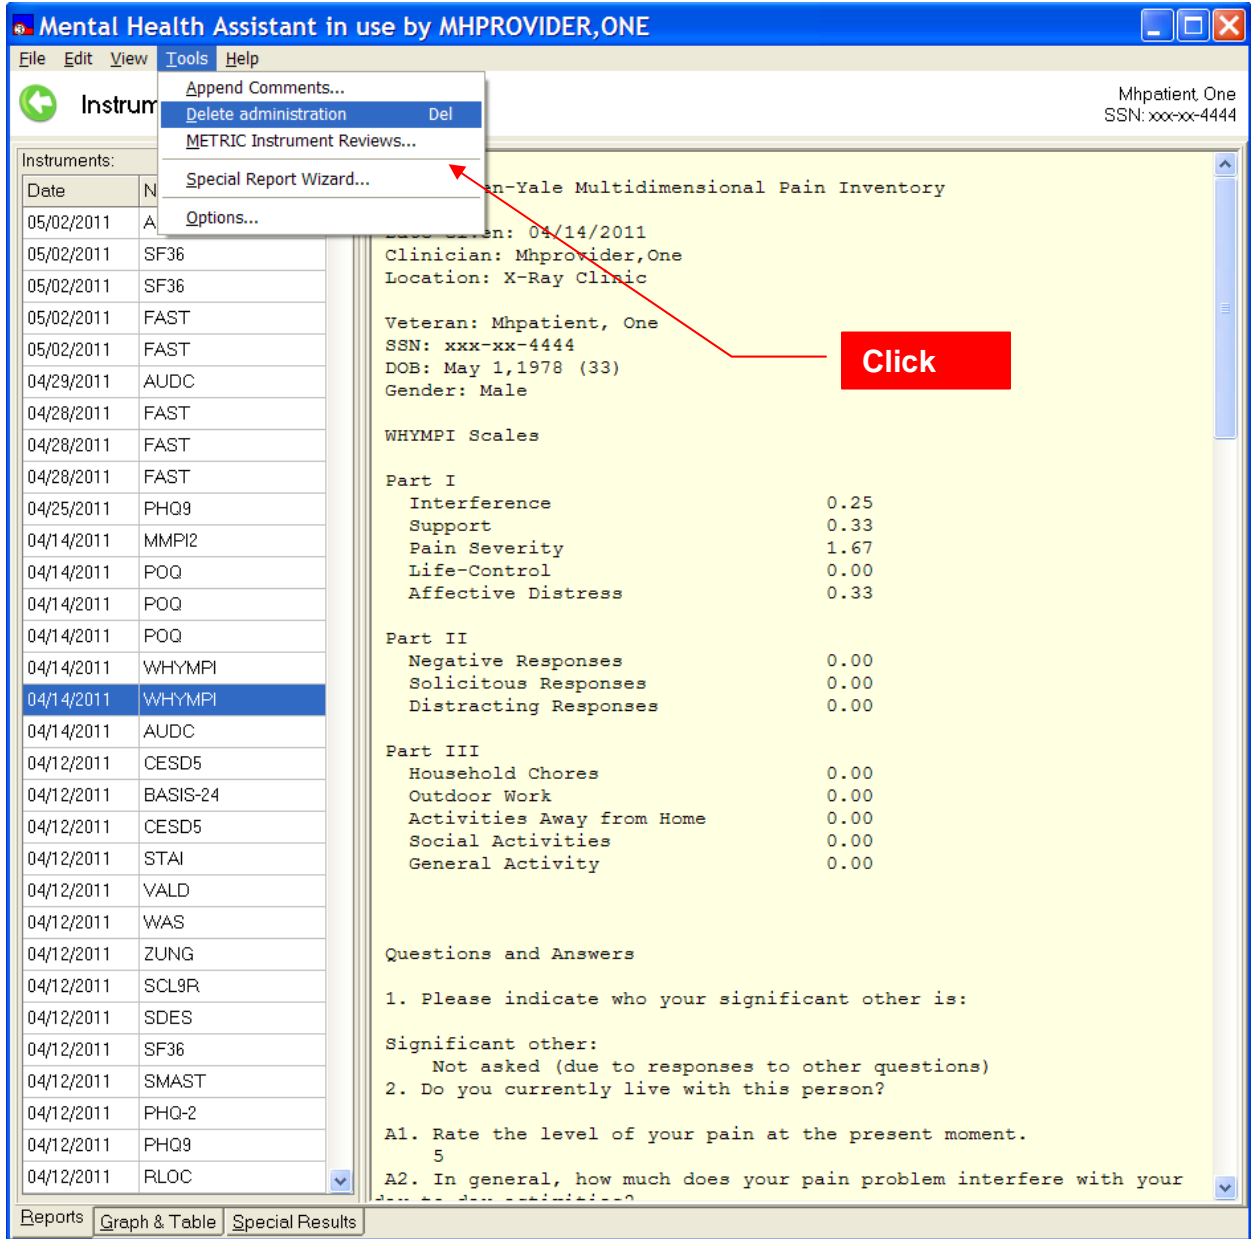 Mental Health Assistant in use by MHPROVIDER,ONE
File Edit View Tools Help
Append Comments...
Delete administration Del
METRIC Instrument Reviews...
Special Report Wizard...
Options...
Mhpatient, One
SSN: xxx-xx-4444
Instruments:
Date
05/02/2011
05/02/2011 SF36
05/02/2011 SF36
05/02/2011 FAST
05/02/2011 FAST
04/29/2011 AUDC
04/28/2011 FAST
04/28/2011 FAST
04/28/2011 FAST
04/25/2011 PHQ9
04/14/2011 MMPI2
04/14/2011 POQ
04/14/2011 POQ
04/14/2011 POQ
04/14/2011 WHYMPI
04/14/2011 WHYMPI
04/14/2011 AUDC
04/12/2011 CESD5
04/12/2011 BASIS-24
04/12/2011 CESD5
04/12/2011 STAI
04/12/2011 VALD
04/12/2011 WAS
04/12/2011 ZUNG
04/12/2011 SCL9R
04/12/2011 SDES
04/12/2011 SF36
04/12/2011 SMAST
04/12/2011 PHQ-2
04/12/2011 PHQ9
04/12/2011 RLOC
en-Yale Multidimensional Pain Inventory
04/14/2011
Clinician: Mhprovider,One
Location: X-Ray Clinic
Veteran: Mhpatient, One
SSN: xxx-xx-4444
DOB: May 1,1978 (33)
Gender: Male
Click
WHYMPI Scales
Part I
Interference 0.25
Support 0.33
Pain Severity 1.67
Life-Control 0.00
Affective Distress 0.33
Part II
Negative Responses 0.00
Solicitous Responses 0.00
Distracting Responses 0.00
Part III
Household Chores 0.00
Outdoor Work 0.00
Activities Away from Home 0.00
Social Activities 0.00
General Activity 0.00
Questions and Answers
1. Please indicate who your significant other is:
Significant other:
Not asked (due to responses to other questions)
2. Do you currently live with this person?
A1. Rate the level of your pain at the present moment.
5
A2. In general, how much does your pain problem interfere with your
Reports Graph & Table Special Results